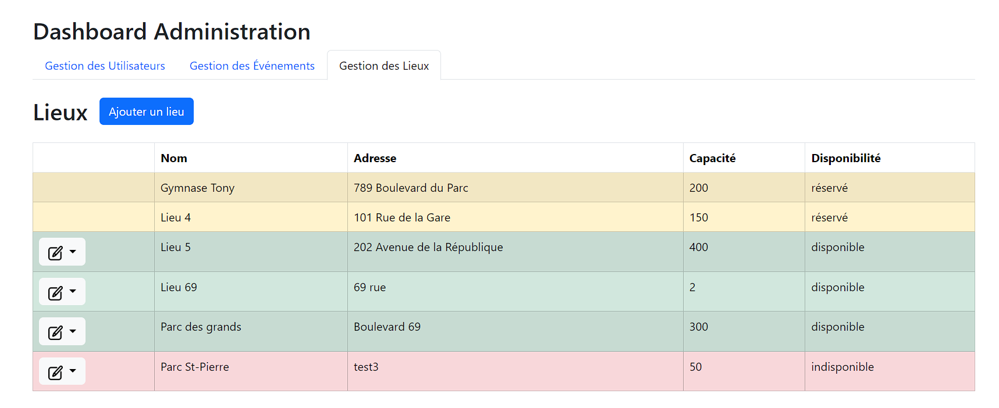 Dashboard Administration
Gestion des Utilisateurs Gestion des Événements Gestion des Lieux
Lieux Ajouter un lieu
Nom Adresse Capacité Disponibilité
Gymnase Tony 789 Boulevard du Parc 200 réservé
Lieu 4 101 Rue de la Gare 150 réservé
Lieu 5 202 Avenue de la République 400 disponible
Lieu 69 69 rue 2 disponible
Parc des grands Boulevard 69 300 disponible
Parc St-Pierre test3 50 indisponible